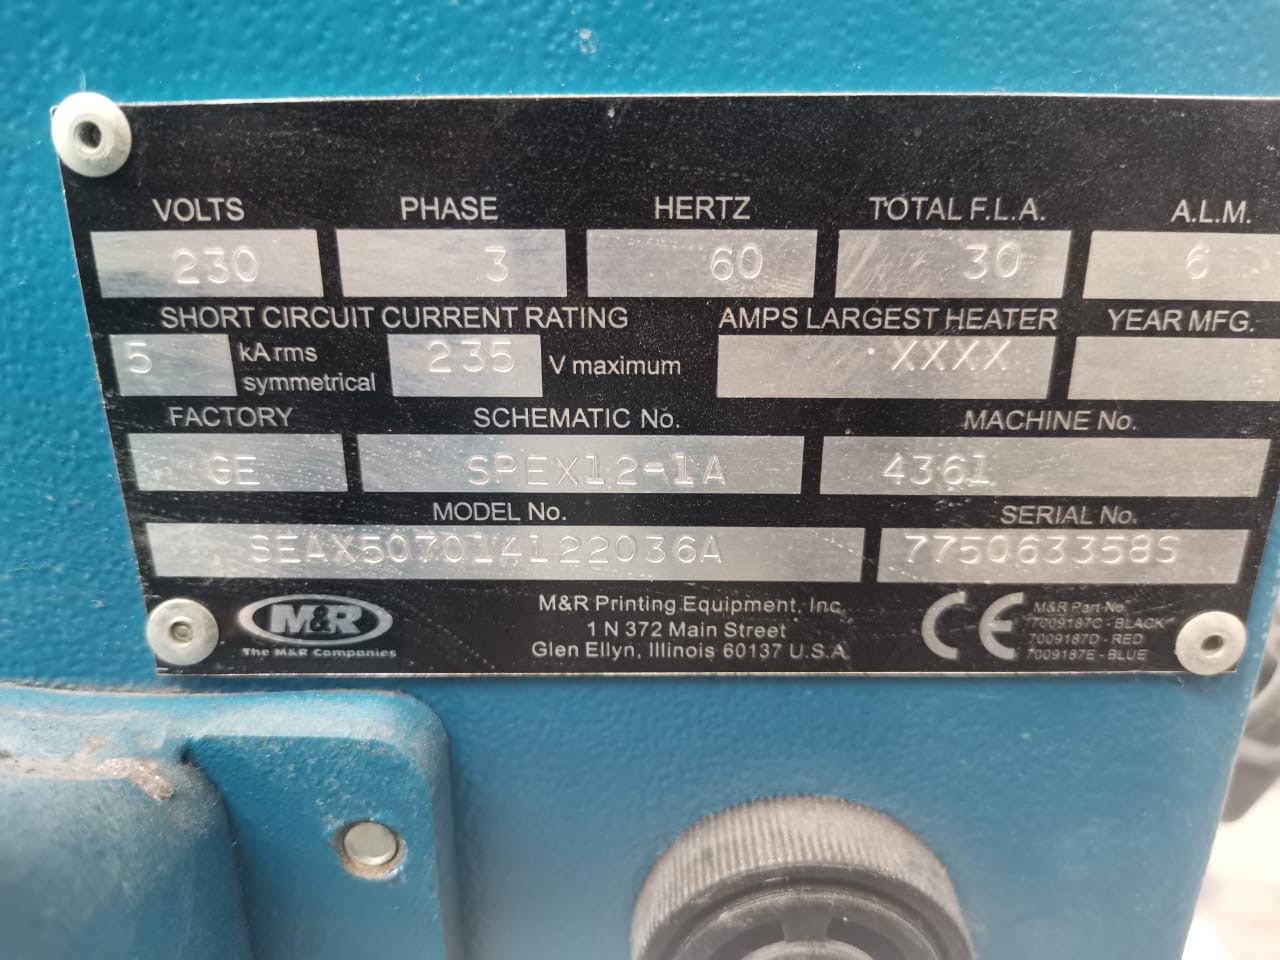 VOLTS PHASE HERTZ TOTAL F.L.A. A.L.M.
230 3 60 30 6
SHORT CIRCUIT CURRENT RATING AMPS LARGEST HEATER YEAR MFG.
5 kA rms symmetrical 235 V maximum XXXX
FACTORY SCHEMATIC No. MACHINE No.
GE SPEX12-1A 4361
MODEL No. SERIAL No.
SEAX507014122036A 775063358S
M&R
The M&R Companies
M&R Printing Equipment, Inc.
1 N 372 Main Street
Glen Ellyn, Illinois 60137 U.S.A
CE
M&R Part No.
7009187C - BLACK
7009187D - RED
7009187E - BLUE